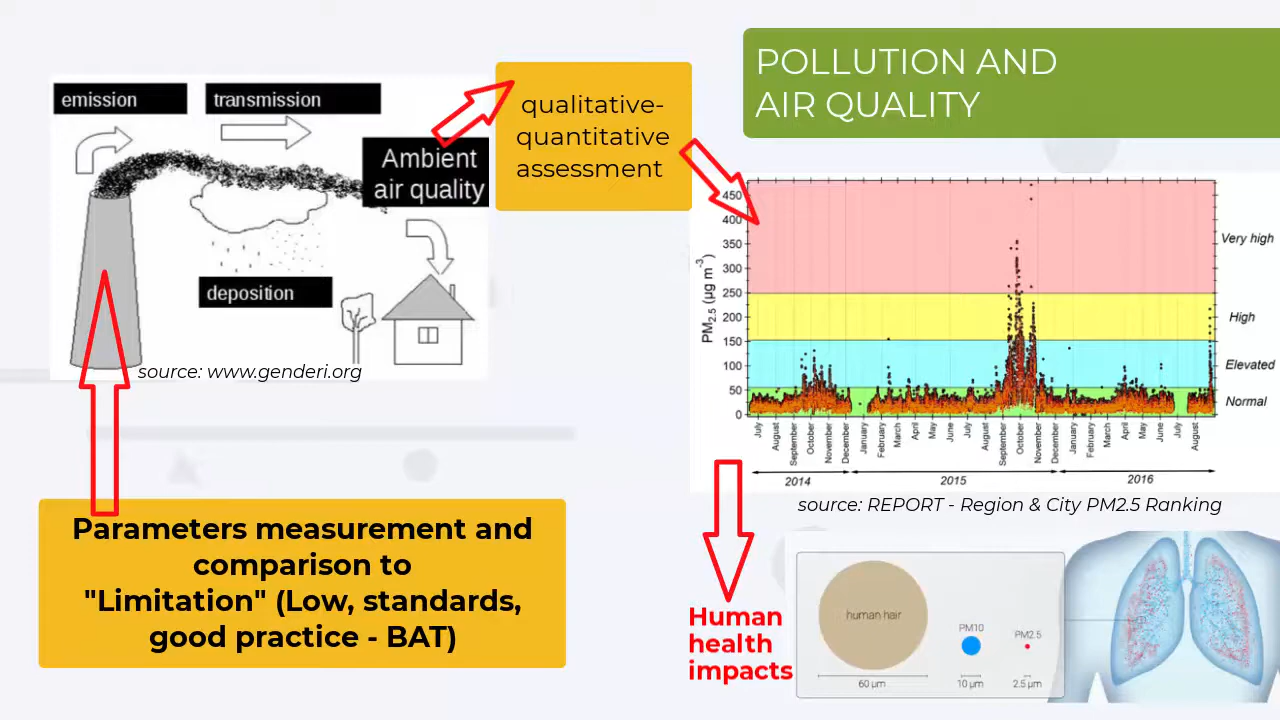 POLLUTION AND
AIR QUALITY
emission
transmission
Ambient
air quality
deposition
source: www.genderi.org
qualitative-
quantitative
assessment
Parameters measurement and
comparison to
"Limitation" (Low, standards,
good practice - BAT)
PM2.5 (µg m-3)
450
400
350
300
250
200
150
100
50
0
Very high
High
Elevated
Normal
July
August
September
October
November
December
January
February
March
April
May
June
July
August
September
October
November
December
January
February
March
April
May
June
July
August
2014
2015
2016
source: REPORT - Region & City PM2.5 Ranking
Human
health
impacts
human hair
PM10
PM2.5
60 µm
10 µm
2.5 µm